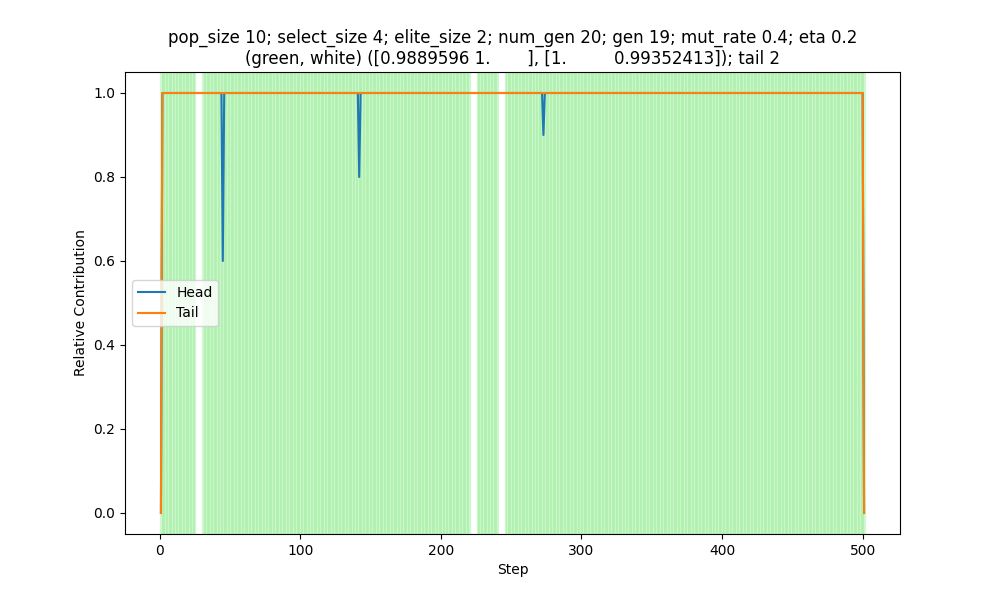 pop_size 10; select_size 4; elite_size 2; num_gen 20; gen 19; mut_rate 0.4; eta 0.2
(green, white) ([0.9889596 1.        ], [1.         0.99352413]); tail 2
1.0
0.8
0.6
0.4
0.2
0.0
Relative Contribution
Head
Tail
0 100 200 300 400 500
Step